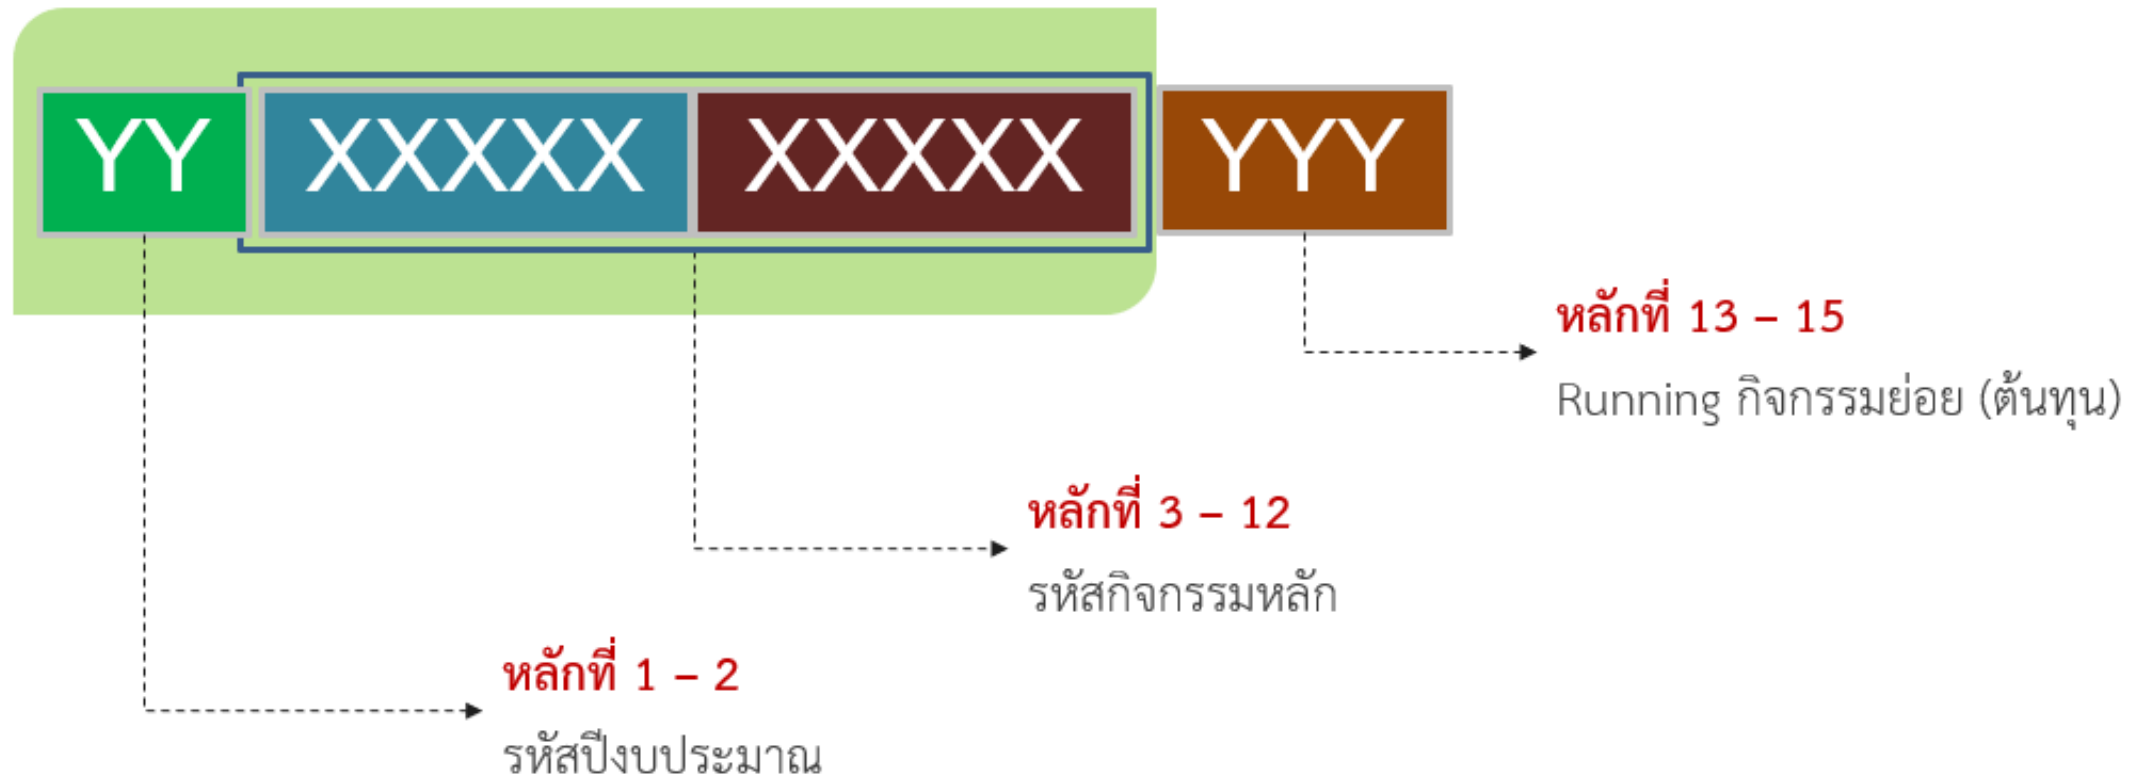 YY XXXXX XXXXX YYY
หลักที่ 13 – 15
Running กิจกรรมย่อย (ต้นทุน)
หลักที่ 3 – 12
รหัสกิจกรรมหลัก
หลักที่ 1 – 2
รหัสปีงบประมาณ